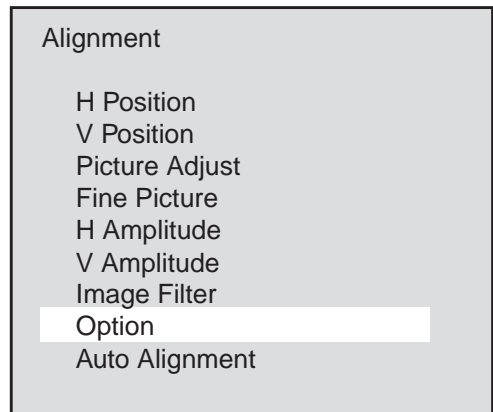 Alignment
H Position
V Position
Picture Adjust
Fine Picture
H Amplitude
V Amplitude
Image Filter
Option
Auto Alignment